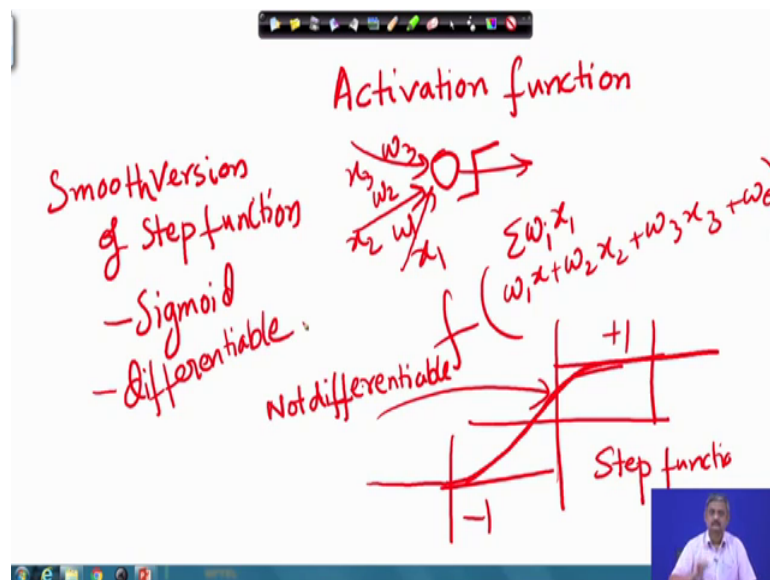 Activation function
Smooth version
of Step function
- Sigmoid
- differentiable
x3 w3
w2
x2 w1
x1
Σwixi
f ( w1x+w2x2+w3x3+w0 )
Not differentiable
+1
-1
Step functio